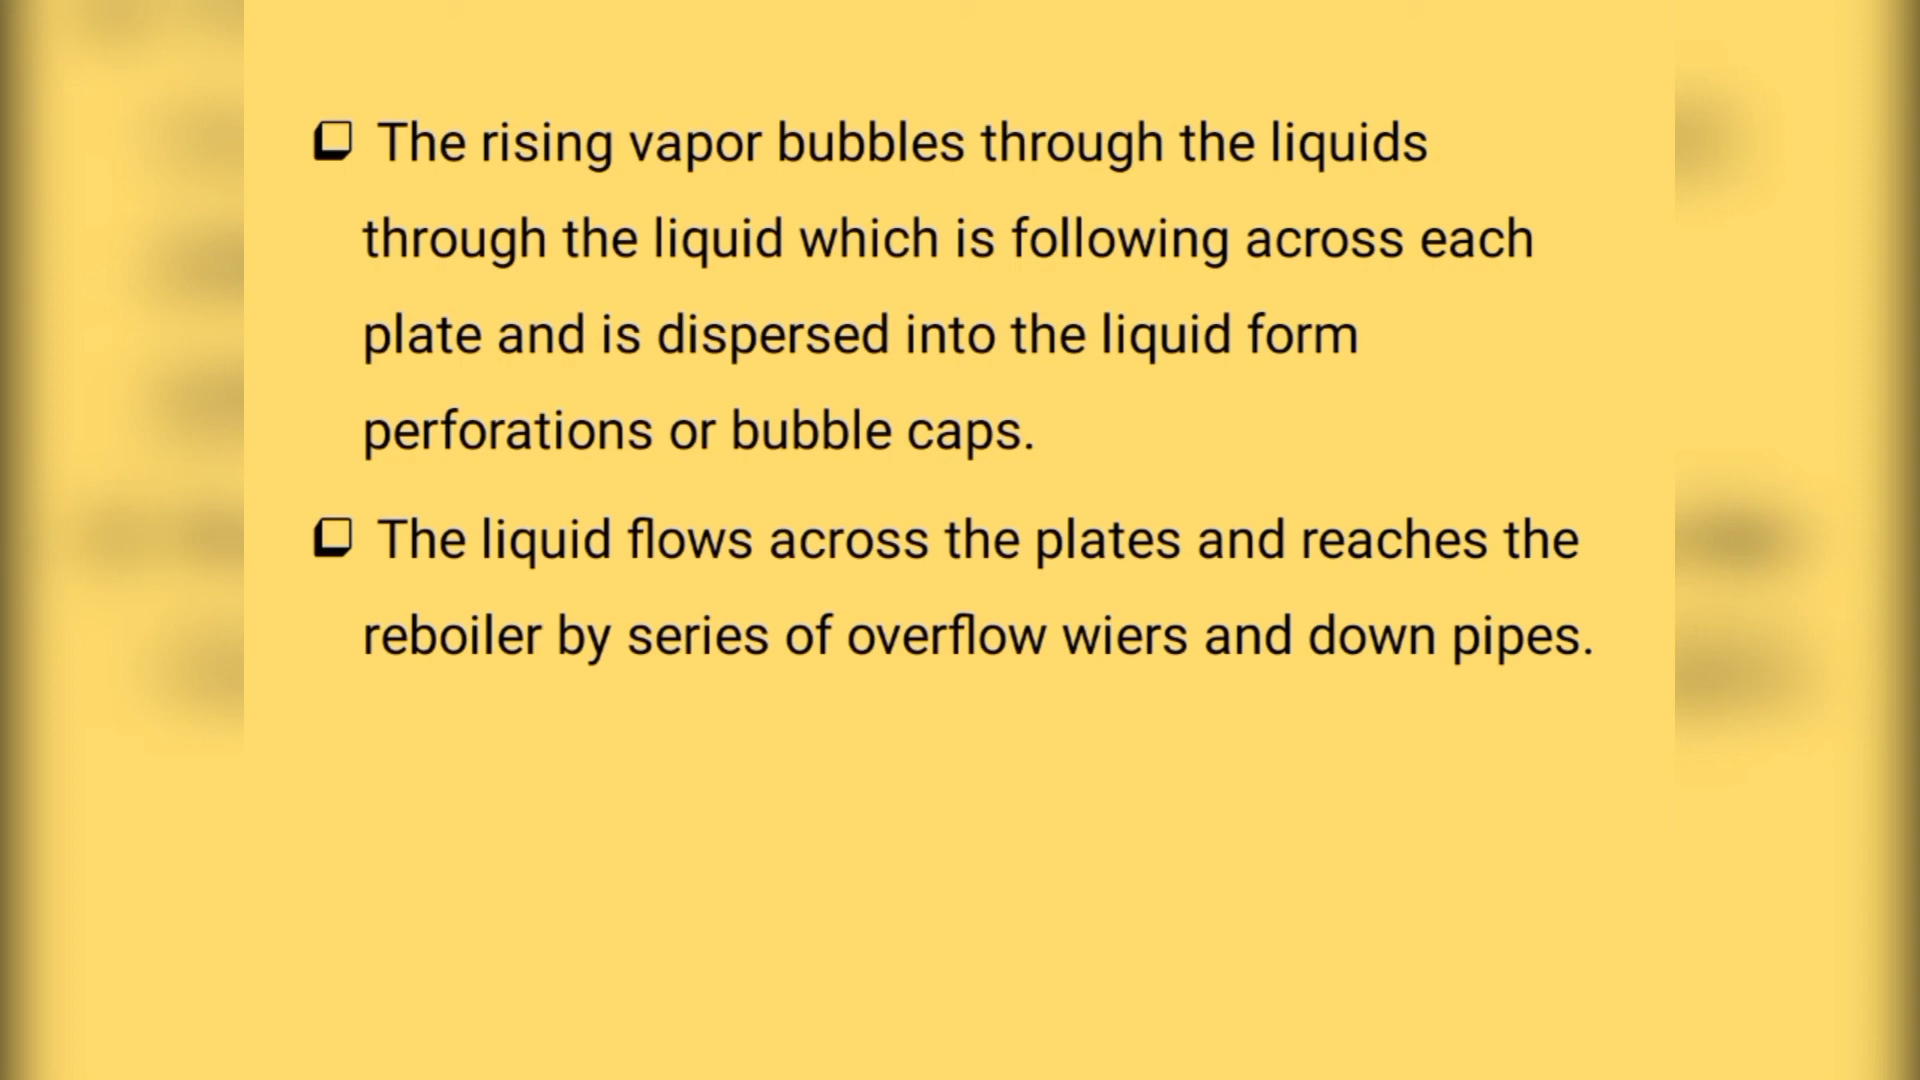 ❏ The rising vapor bubbles through the liquids
through the liquid which is following across each
plate and is dispersed into the liquid form
perforations or bubble caps.
❏ The liquid flows across the plates and reaches the
reboiler by series of overflow wiers and down pipes.